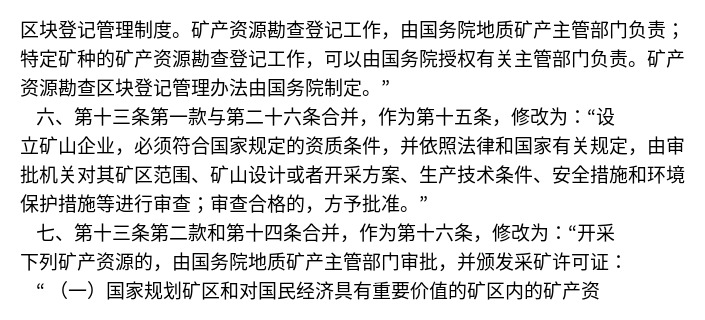 区块登记管理制度。矿产资源勘查登记工作，由国务院地质矿产主管部门负责；
特定矿种的矿产资源勘查登记工作，可以由国务院授权有关主管部门负责。矿产
资源勘查区块登记管理办法由国务院制定。”
六、第十三条第一款与第二十六条合并，作为第十五条，修改为：“设
立矿山企业，必须符合国家规定的资质条件，并依照法律和国家有关规定，由审
批机关对其矿区范围、矿山设计或者开采方案、生产技术条件、安全措施和环境
保护措施等进行审查；审查合格的，方予批准。”
七、第十三条第二款和第十四条合并，作为第十六条，修改为：“开采
下列矿产资源的，由国务院地质矿产主管部门审批，并颁发采矿许可证：
“ （一）国家规划矿区和对国民经济具有重要价值的矿区内的矿产资